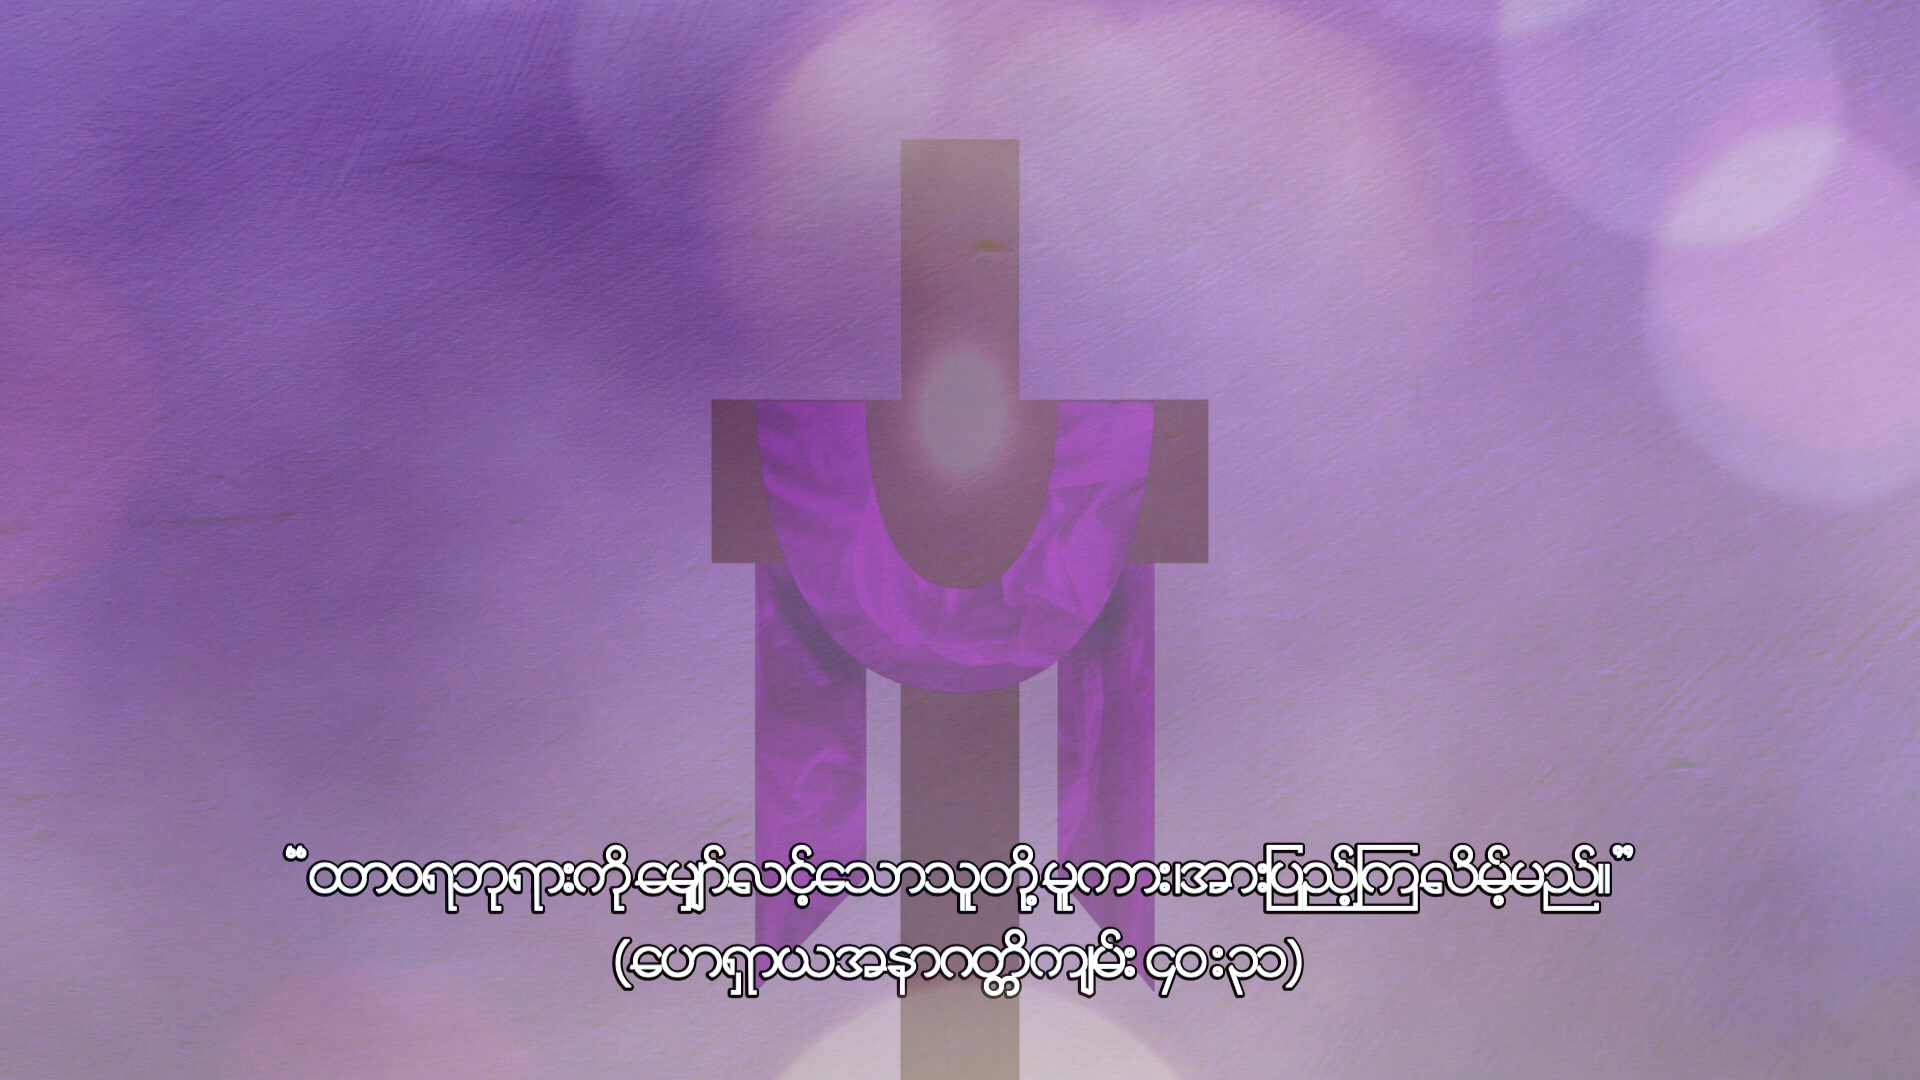 “ထာဝရဘုရားကိုမျှော်လင့်သောသူတို့မူကား၊အားပြည့်ကြလိမ့်မည်။”
(ဟေရှာယအနာဂတ္တိကျမ်း ၄၀:၃၁)